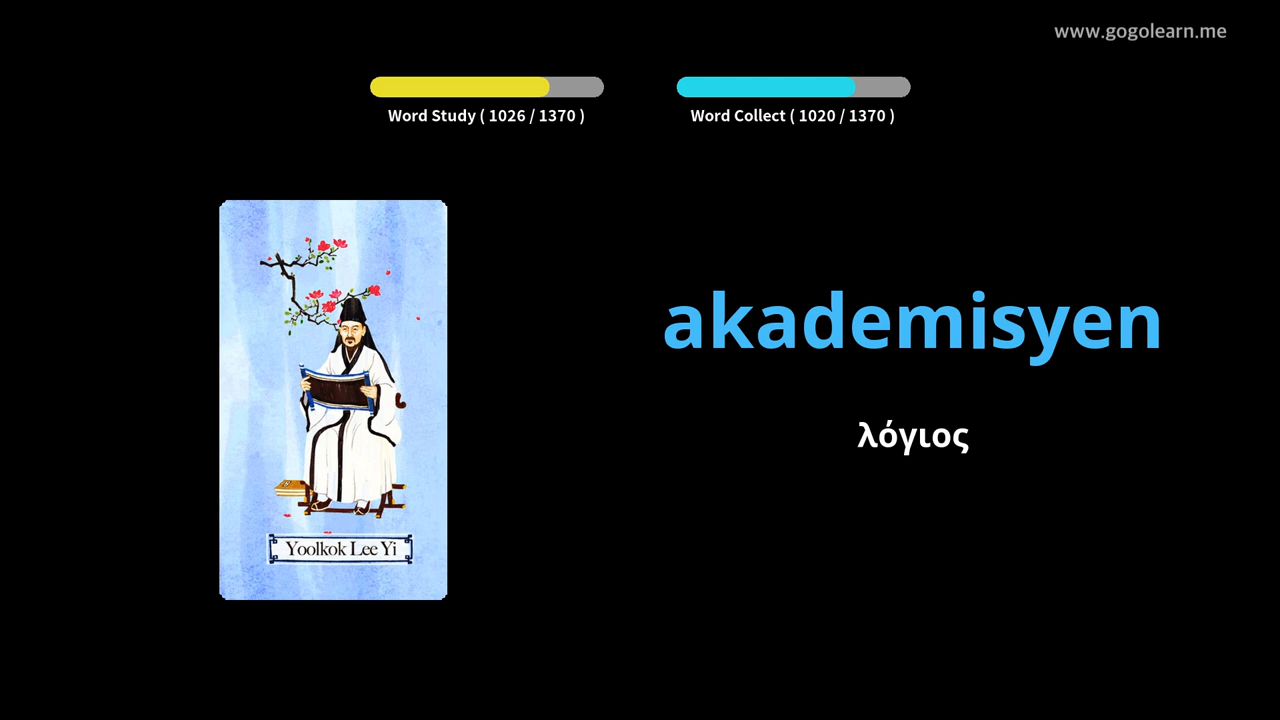 www.gogolearn.me
Word Study ( 1026 / 1370 )
Word Collect ( 1020 / 1370 )
akademisyen
λόγιος
Yoolkok Lee Yi